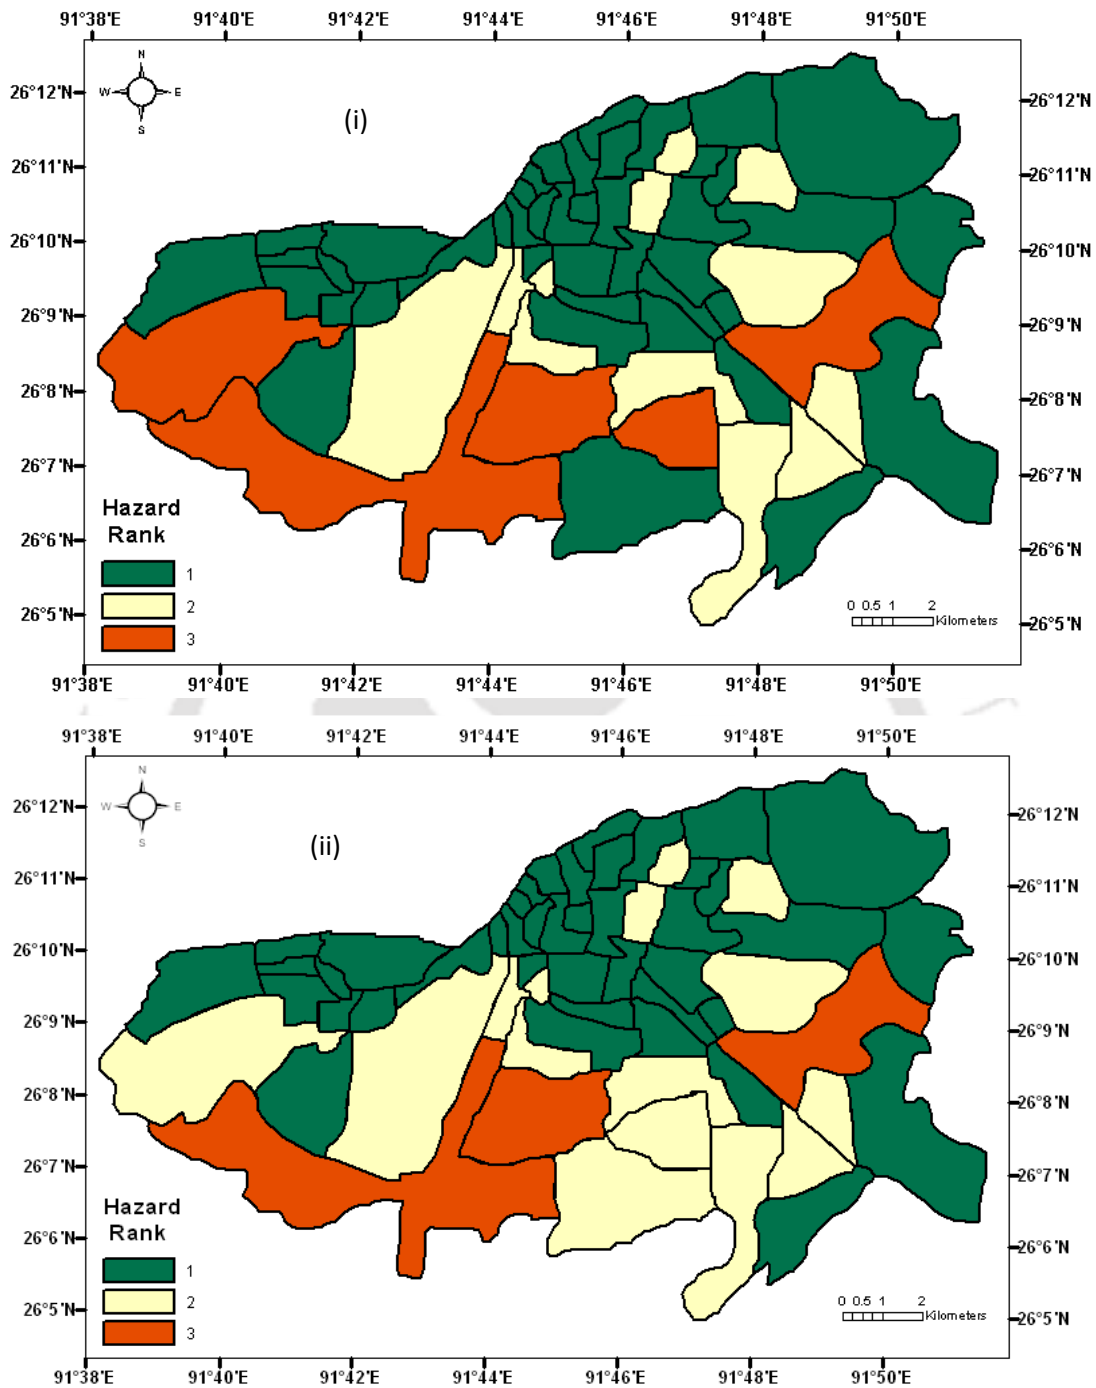 91°38'E 91°40'E 91°42'E 91°44'E 91°46'E 91°48'E 91°50'E
N
W E
S
(i)
26°12'N 26°12'N
26°11'N 26°11'N
26°10'N 26°10'N
26°9'N 26°9'N
26°8'N 26°8'N
26°7'N 26°7'N
26°6'N 26°6'N
26°5'N 26°5'N
Hazard
Rank
1
2
3
0 0.5 1 2
Kilometers
91°38'E 91°40'E 91°42'E 91°44'E 91°46'E 91°48'E 91°50'E
91°38'E 91°40'E 91°42'E 91°44'E 91°46'E 91°48'E 91°50'E
N
W E
S
(ii)
26°12'N 26°12'N
26°11'N 26°11'N
26°10'N 26°10'N
26°9'N 26°9'N
26°8'N 26°8'N
26°7'N 26°7'N
26°6'N 26°6'N
26°5'N 26°5'N
Hazard
Rank
1
2
3
0 0.5 1 2
Kilometers
91°38'E 91°40'E 91°42'E 91°44'E 91°46'E 91°48'E 91°50'E